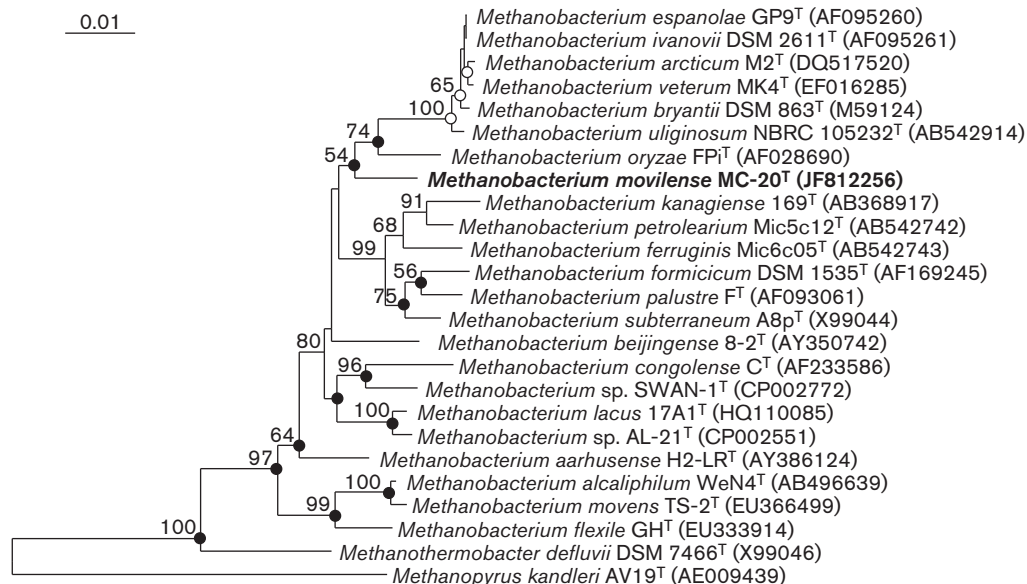 0.01
Methanobacterium espanolae GP9ᵀ (AF095260)
Methanobacterium ivanovii DSM 2611ᵀ (AF095261)
Methanobacterium arcticum M2ᵀ (DQ517520)
65
Methanobacterium veterum MK4ᵀ (EF016285)
100
Methanobacterium bryantii DSM 863ᵀ (M59124)
74
Methanobacterium uliginosum NBRC 105232ᵀ (AB542914)
54
Methanobacterium oryzae FPiᵀ (AF028690)
Methanobacterium movilense MC-20ᵀ (JF812256)
91
Methanobacterium kanagiense 169ᵀ (AB368917)
68
Methanobacterium petrolearium Mic5c12ᵀ (AB542742)
99
Methanobacterium ferruginis Mic6c05ᵀ (AB542743)
56
Methanobacterium formicicum DSM 1535ᵀ (AF169245)
75
Methanobacterium palustre Fᵀ (AF093061)
Methanobacterium subterraneum A8pᵀ (X99044)
80
Methanobacterium beijingense 8-2ᵀ (AY350742)
96
Methanobacterium congolense Cᵀ (AF233586)
Methanobacterium sp. SWAN-1ᵀ (CP002772)
100
Methanobacterium lacus 17A1ᵀ (HQ110085)
64
Methanobacterium sp. AL-21ᵀ (CP002551)
97
Methanobacterium aarhusense H2-LRᵀ (AY386124)
100
Methanobacterium alcaliphilum WeN4ᵀ (AB496639)
99
Methanobacterium movens TS-2ᵀ (EU366499)
100
Methanobacterium flexile GHᵀ (EU333914)
Methanothermobacter defluvii DSM 7466ᵀ (X99046)
Methanopyrus kandleri AV19ᵀ (AE009439)